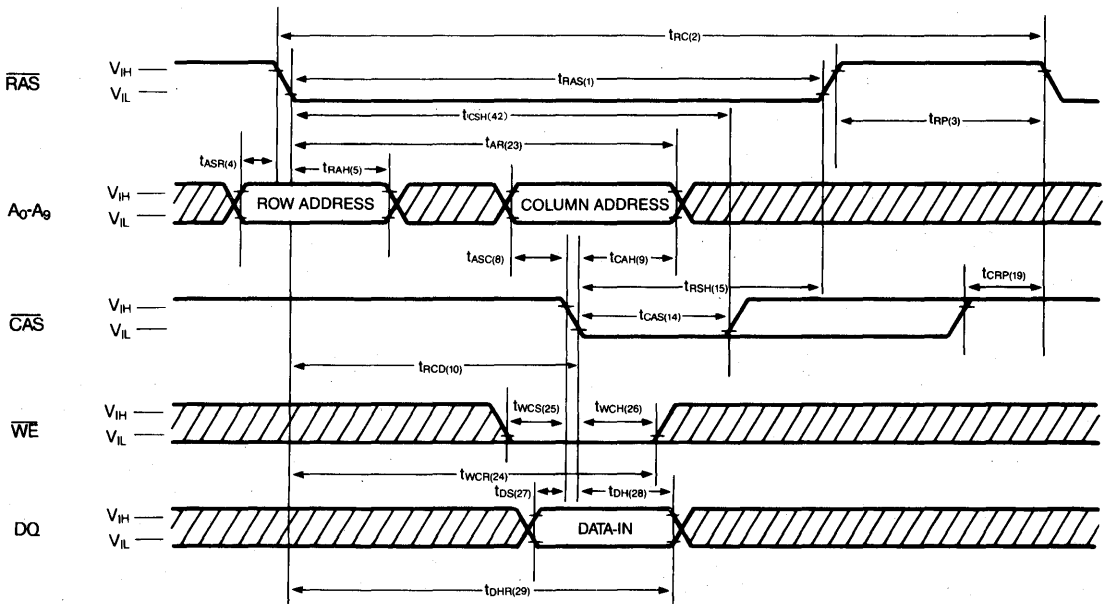 tRC(2)
RAS
VIH
VIL
tRAS(1)
tCSH(42)
tRP(3)
tAR(23)
tASR(4)
tRAH(5)
A0-A9
VIH
VIL
ROW ADDRESS
COLUMN ADDRESS
tASC(8)
tCAH(9)
tRSH(15)
tCRP(19)
CAS
VIH
VIL
tCAS(14)
tRCD(10)
WE
VIH
VIL
tWCS(25)
tWCH(26)
tWCR(24)
tDS(27)
tDH(28)
DQ
VIH
VIL
DATA-IN
tDHR(29)